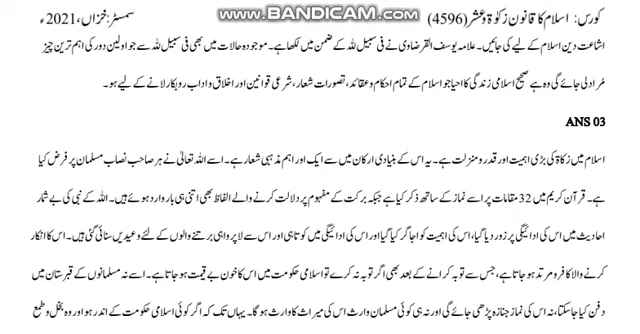 کورس: اسلام کا قانون زکوٰۃ و عشر (4596) سمسٹر: خزاں، 2021ء
WWW.BANDICAM.COM
اشاعت دین اسلام کے لیے کی جائیں۔ علامہ یوسف القرضاوی نے فی سبیل للہ کے ضمن میں لکھا ہے۔ موجودہ حالات میں بھی فی سبیل للہ سے جو اولین دور کی اہم ترین چیز
مراد لی جائے گی وہ ہے صحیح اسلامی زندگی کا احیا جو اسلام کے تمام احکام و عقائد، تصورات شعار، شرعی قوانین اور اخلاق و اداب روبکار لانے کے لیے ہو۔
ANS 03
اسلام میں زکاۃ کی بڑی اہمیت اور قدر و منزلت ہے۔ یہ اس کے بنیادی ارکان میں سے ایک اور اہم مذہبی شعار ہے۔ اسے اللہ تعالیٰ نے ہر صاحب نصاب مسلمان پر فرض کیا
ہے۔ قرآن کریم میں 32 مقامات پر اسے نماز کے ساتھ ذکر کیا ہے جبکہ برکت کے مفہوم پر دلالت کرنے والے الفاظ بھی اتنی ہی بار وارد ہوئے ہیں۔ اللہ کے نبی کی بے شمار
احادیث میں اس کی ادائیگی پر زور دیا گیا، اس کی اہمیت کو اجاگر کیا گیا اور اس کی ادائیگی میں کوتاہی اور اس سے لاپرواہی برتنے والوں کے لئے وعیدیں سنائی گئی ہیں۔ اس کا انکار
کرنے والا کافر و مرتد ہو جاتا ہے، جس سے توبہ کرانے کے بعد بھی اگر توبہ نہ کرے تو اسلامی حکومت میں اس کا خون بے قیمت ہو جاتا ہے۔ اسے نہ مسلمانوں کے قبرستان میں
دفن کیا جا سکتا، نہ اس کی نماز جنازہ پڑھی جائے گی اور نہ ہی کوئی مسلمان وارث اس کی میراث کا وارث ہو گا۔ یہاں تک کہ اگر کوئی اسلامی حکومت کے اندر ہو اور وہ بخل و طمع